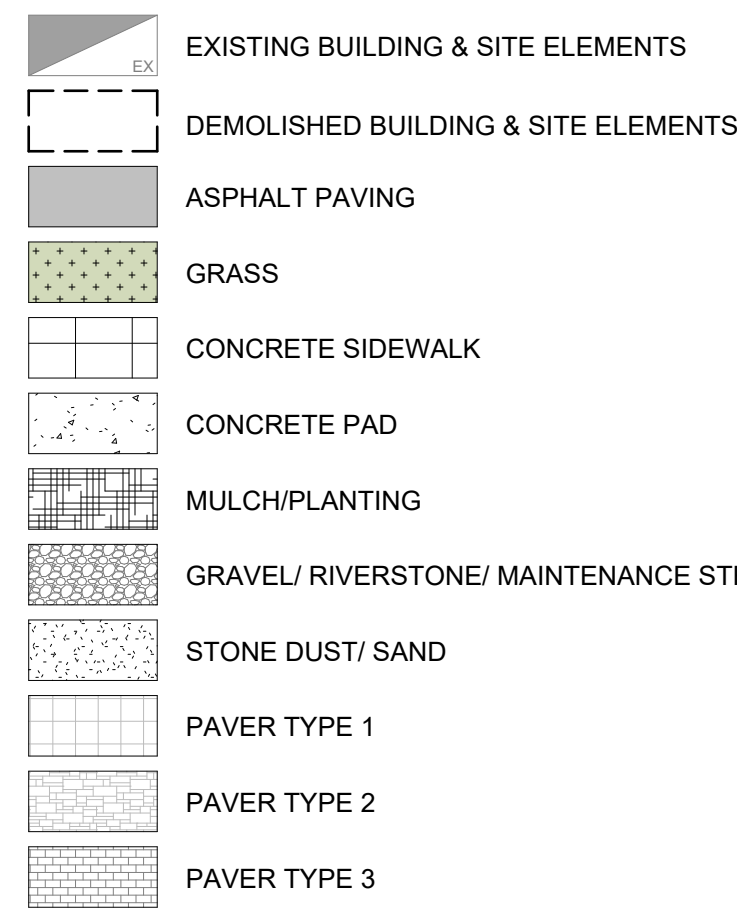 EXISTING BUILDING & SITE ELEMENTS
EX
DEMOLISHED BUILDING & SITE ELEMENTS
ASPHALT PAVING
GRASS
CONCRETE SIDEWALK
CONCRETE PAD
MULCH/PLANTING
GRAVEL/ RIVERSTONE/ MAINTENANCE
STONE DUST/ SAND
PAVER TYPE 1
PAVER TYPE 2
PAVER TYPE 3